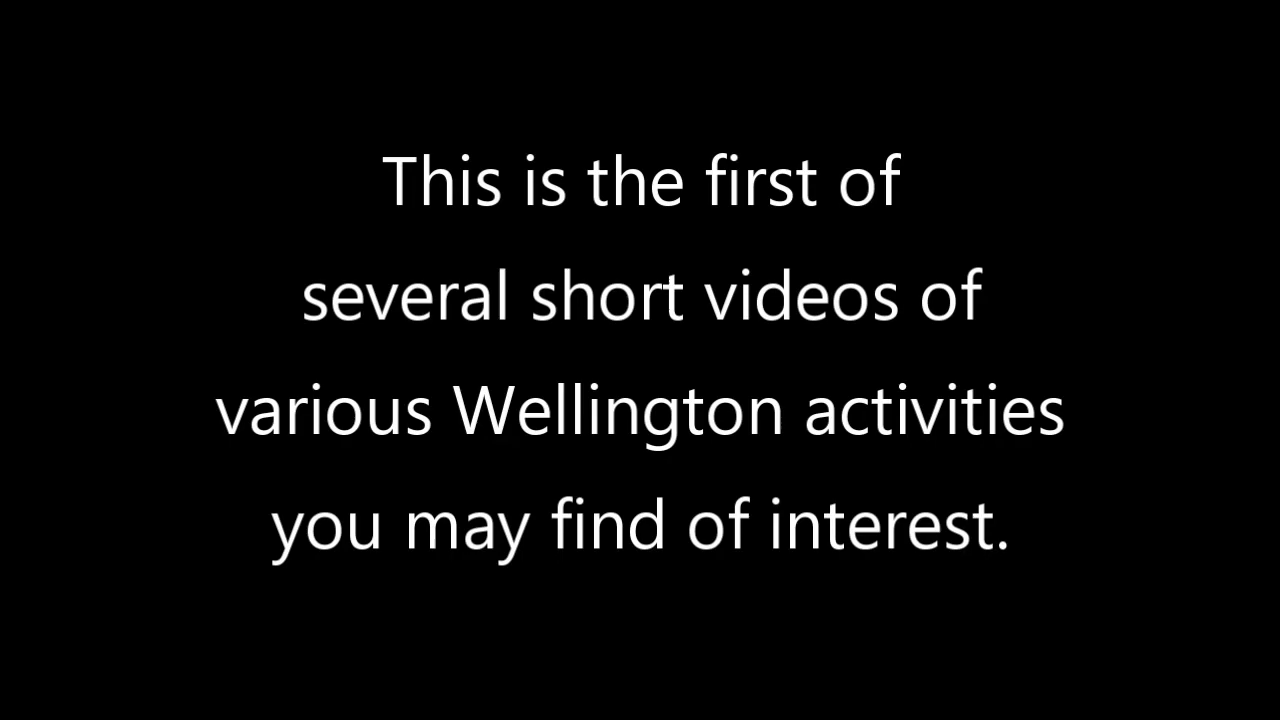 This is the first of
several short videos of
various Wellington activities
you may find of interest.